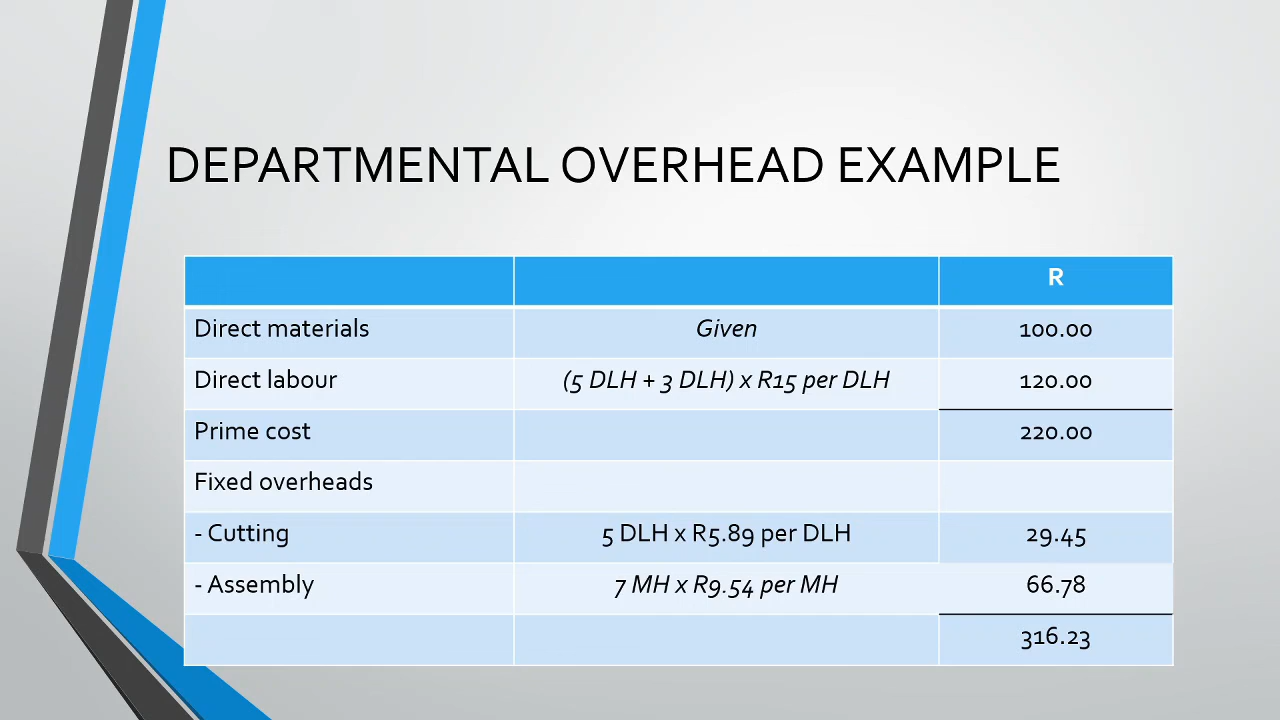 DEPARTMENTAL OVERHEAD EXAMPLE
R
Direct materials Given 100.00
Direct labour (5 DLH + 3 DLH) x R15 per DLH 120.00
Prime cost 220.00
Fixed overheads
- Cutting 5 DLH x R5.89 per DLH 29.45
- Assembly 7 MH x R9.54 per MH 66.78
316.23